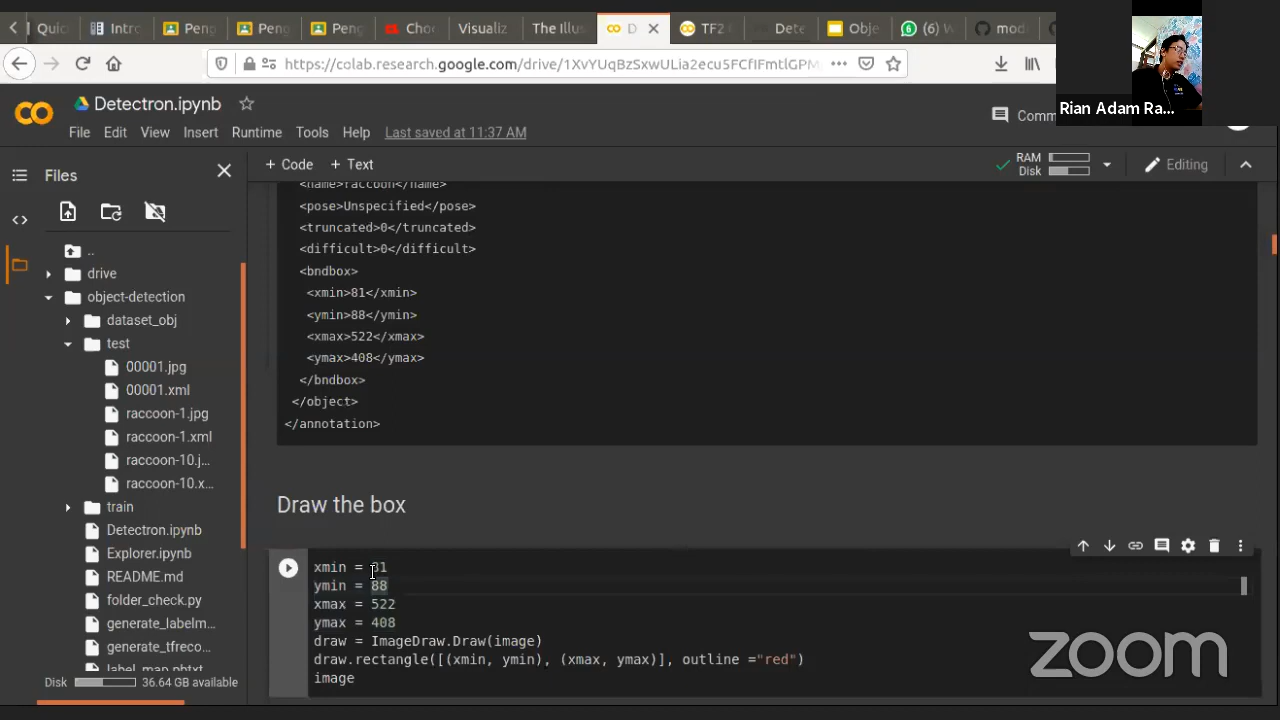 Quic
Intro
Peng
Peng
Peng
Choc
Visualiz
The Illus
D
TF2
Dete
Obje
(6) W
mod
https://colab.research.google.com/drive/1XvYUqBzSxwULia2ecu5FCfIFmtlGPM
Rian Adam Ra...
Detectron.ipynb
Comm
File Edit View Insert Runtime Tools Help Last saved at 11:37 AM
Files
+ Code + Text
RAM
Disk
Editing
..
drive
object-detection
dataset_obj
test
00001.jpg
00001.xml
raccoon-1.jpg
raccoon-1.xml
raccoon-10.j...
raccoon-10.x...
train
Detectron.ipynb
Explorer.ipynb
README.md
folder_check.py
generate_labelm...
generate_tfreco...
label_map.pbtxt
Disk 36.64 GB available
<name>raccoon</name>
<pose>Unspecified</pose>
<truncated>0</truncated>
<difficult>0</difficult>
<bndbox>
<xmin>81</xmin>
<ymin>88</ymin>
<xmax>522</xmax>
<ymax>408</ymax>
</bndbox>
</object>
</annotation>
Draw the box
xmin = 81
ymin = 88
xmax = 522
ymax = 408
draw = ImageDraw.Draw(image)
draw.rectangle([(xmin, ymin), (xmax, ymax)], outline ="red")
image
zoom